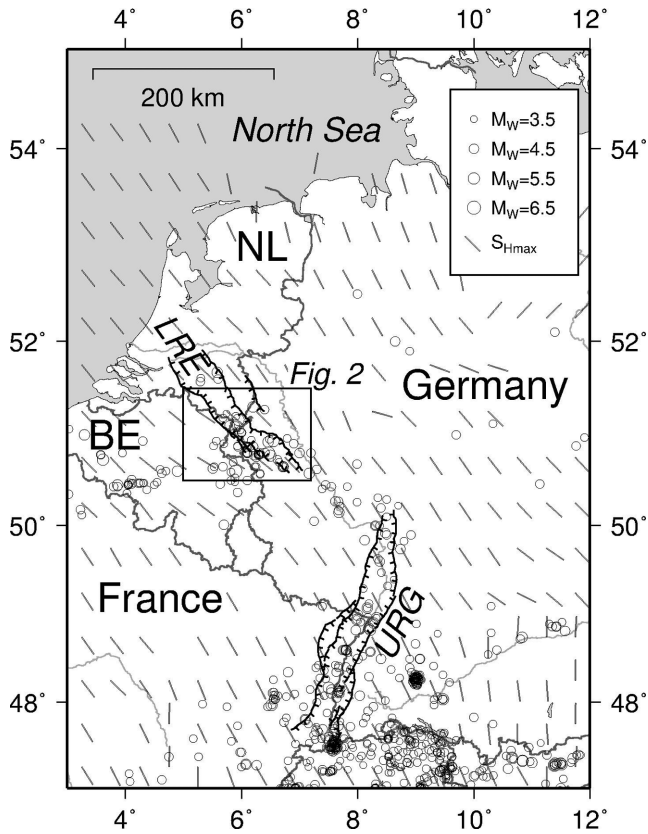 4° 6° 8° 10° 12°
200 km
North Sea
M_W=3.5
M_W=4.5
M_W=5.5
M_W=6.5
S_Hmax
54° 54°
NL
52° 52°
LRE
Fig. 2
Germany
BE
50° 50°
France
URG
48° 48°
4° 6° 8° 10° 12°